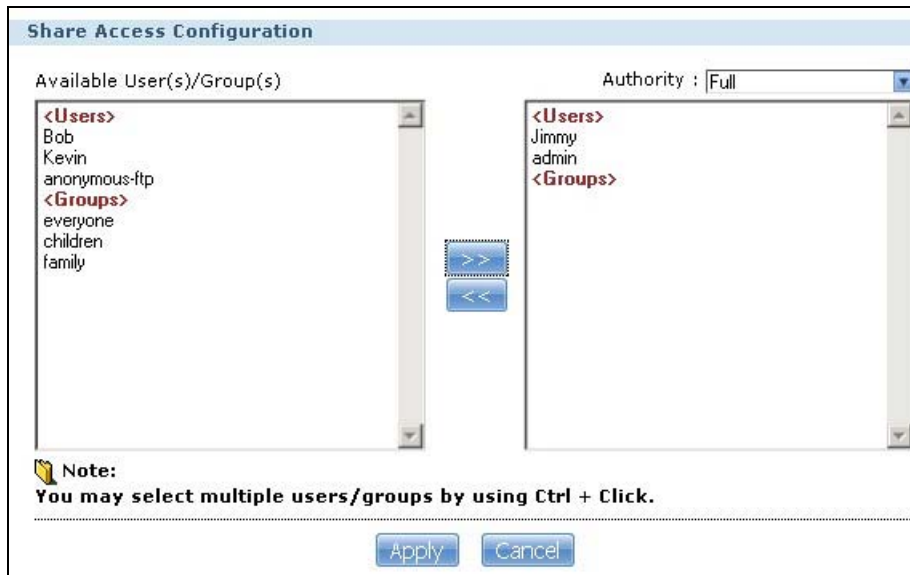 Share Access Configuration
Available User(s)/Group(s)
Authority : Full
<Users>
Bob
Kevin
anonymous-ftp
<Groups>
everyone
children
family
>>
<<
<Users>
Jimmy
admin
<Groups>
Note:
You may select multiple users/groups by using Ctrl + Click.
Apply Cancel